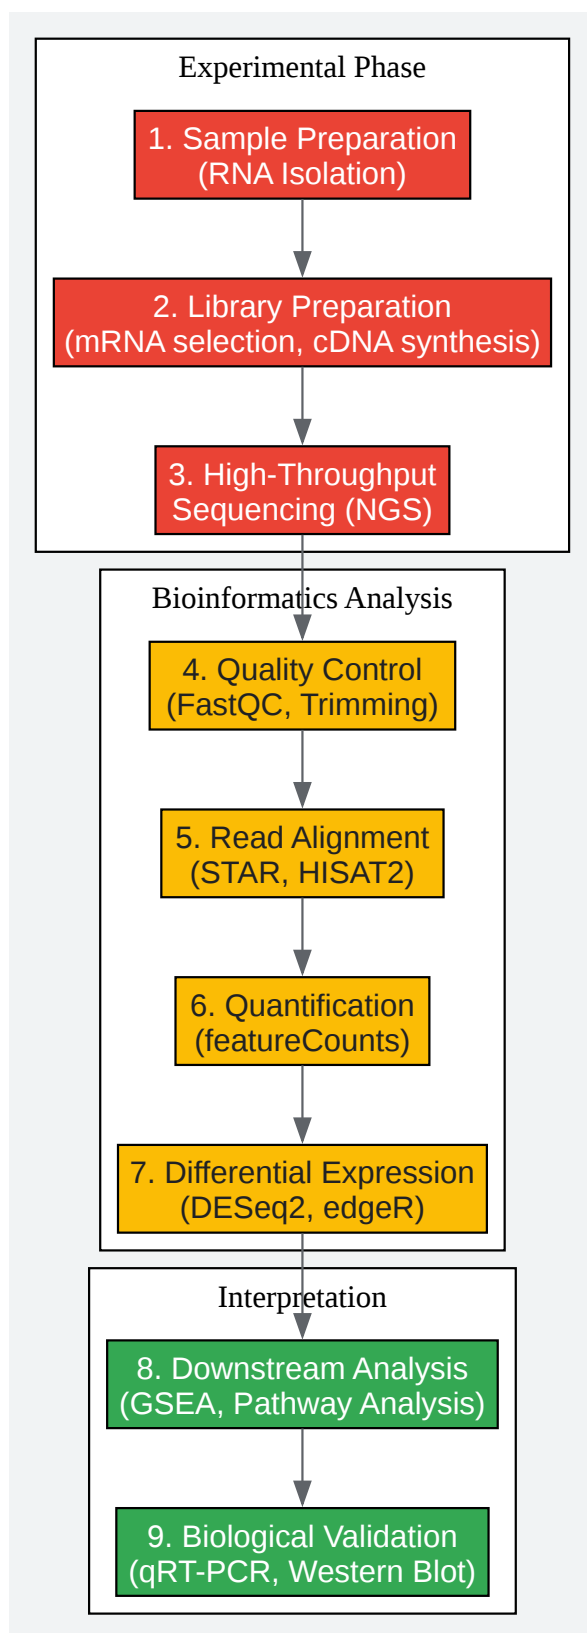 Experimental Phase
1. Sample Preparation
(RNA Isolation)
2. Library Preparation
(mRNA selection, cDNA synthesis)
3. High-Throughput
Sequencing (NGS)
Bioinformatics Analysis
4. Quality Control
(FastQC, Trimming)
5. Read Alignment
(STAR, HISAT2)
6. Quantification
(featureCounts)
7. Differential Expression
(DESeq2, edgeR)
Interpretation
8. Downstream Analysis
(GSEA, Pathway Analysis)
9. Biological Validation
(qRT-PCR, Western Blot)